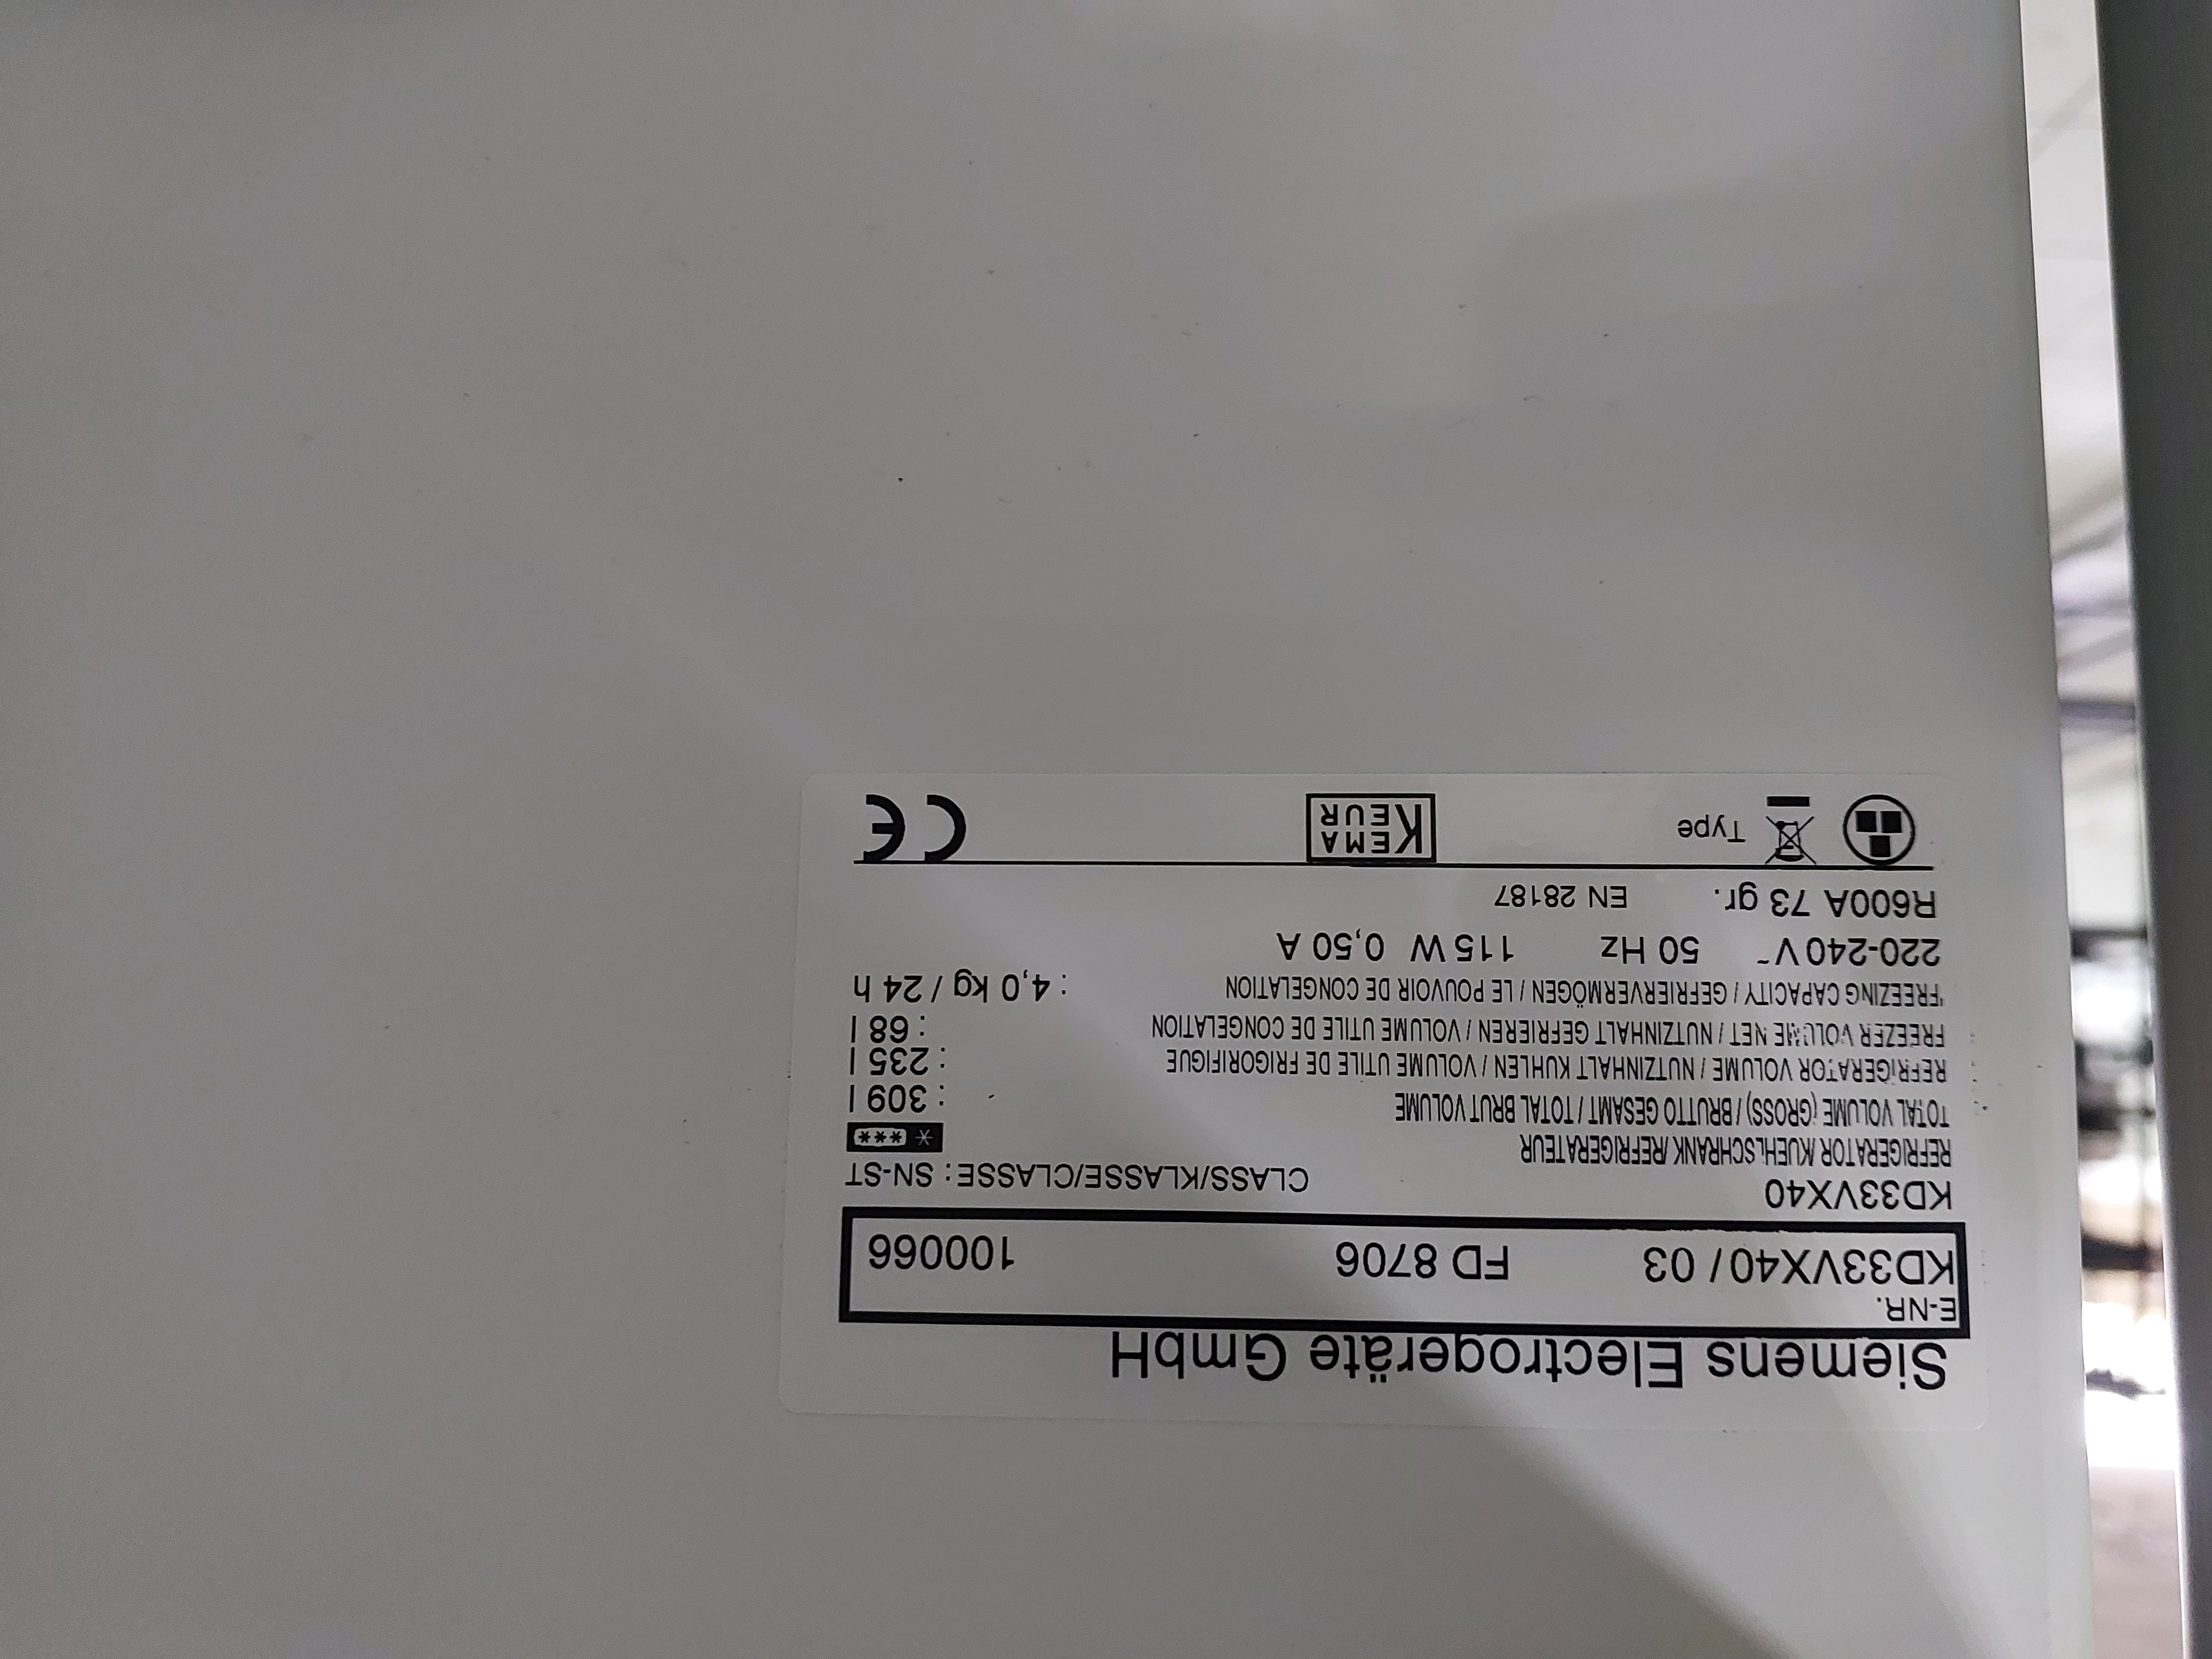 Siemens Electrogeräte GmbH
E-NR.
KD33VX40 / 03 FD 8706 100066
KD33VX40 CLASS/KLASSE/CLASSE: SN-ST
REFRIGERATOR /KUEHLSCHRANK /REFRIGERATEUR * ***
TOTAL VOLUME (GROSS) / BRUTTO GESAMT / TOTAL BRUT VOLUME : 309 l
REFRIGERATOR VOLUME / NUTZINHALT KUHLEN / VOLUME UTILE DE FRIGORIFIGUE : 235 l
FREEZER VOLUME NET / NUTZINHALT GEFRIEREN / VOLUME UTILE DE CONGELATION : 68 l
FREEZING CAPACITY / GEFRIERVERMÖGEN / LE POUVOIR DE CONGELATION : 4,0 kg / 24 h
220-240 V~ 50 Hz 115 W 0,50 A
R600A 73 gr. EN 28187
Type KEMA KEUR CE